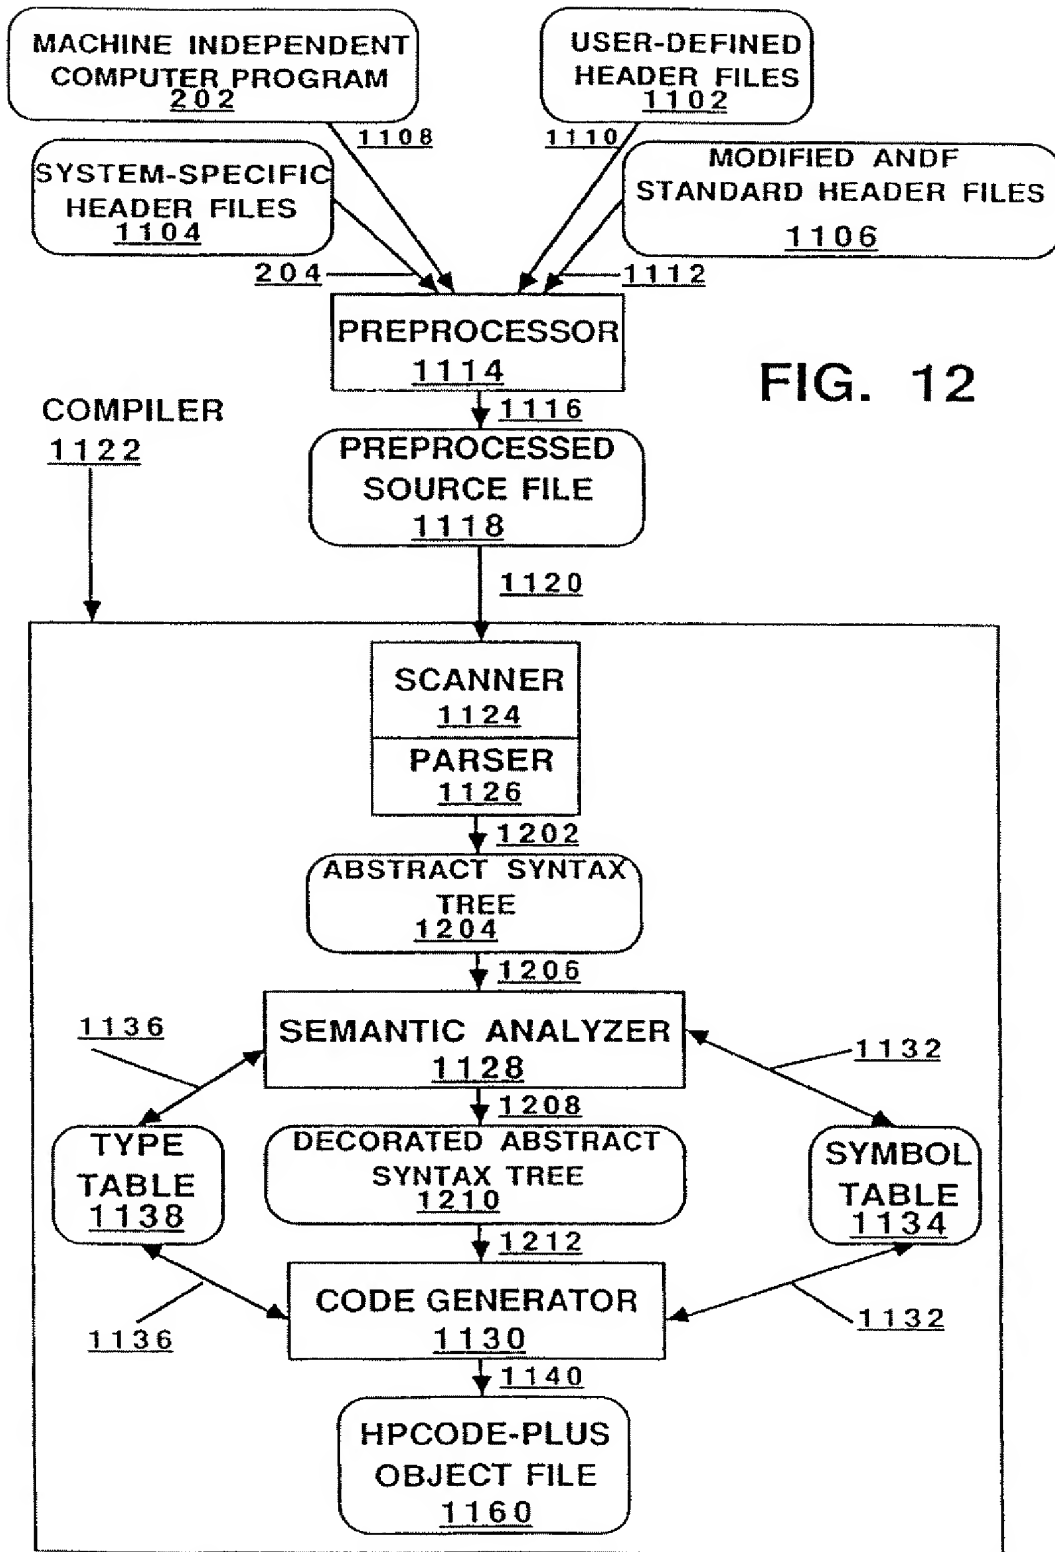 MACHINE INDEPENDENT
COMPUTER PROGRAM
202
USER-DEFINED
HEADER FILES
1102
1108
1110
SYSTEM-SPECIFIC
HEADER FILES
1104
MODIFIED ANDF
STANDARD HEADER FILES
1106
204
1112
PREPROCESSOR
1114
FIG. 12
1116
COMPILER
1122
PREPROCESSED
SOURCE FILE
1118
1120
SCANNER
1124
PARSER
1126
1202
ABSTRACT SYNTAX
TREE
1204
1206
SEMANTIC ANALYZER
1128
1136
1132
1208
TYPE
TABLE
1138
DECORATED ABSTRACT
SYNTAX TREE
1210
SYMBOL
TABLE
1134
1212
CODE GENERATOR
1130
1136
1132
1140
HPCODE-PLUS
OBJECT FILE
1160